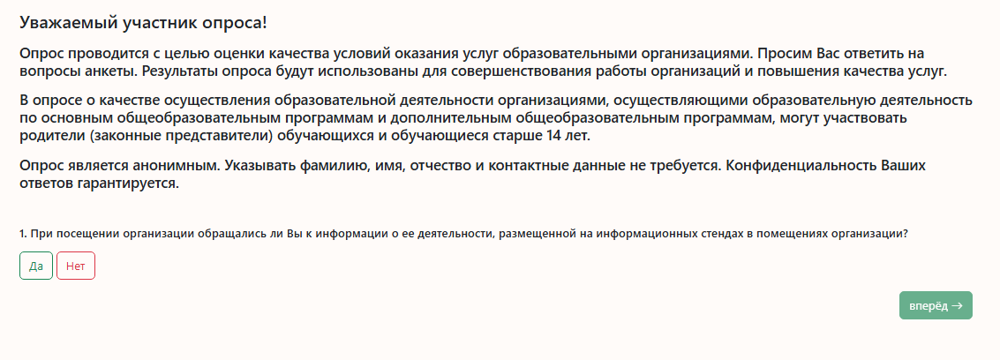 Уважаемый участник опроса!
Опрос проводится с целью оценки качества условий оказания услуг образовательными организациями. Просим Вас ответить на
вопросы анкеты. Результаты опроса будут использованы для совершенствования работы организаций и повышения качества услуг.
В опросе о качестве осуществления образовательной деятельности организациями, осуществляющими образовательную деятельность
по основным общеобразовательным программам и дополнительным общеобразовательным программам, могут участвовать
родители (законные представители) обучающихся и обучающиеся старше 14 лет.
Опрос является анонимным. Указывать фамилию, имя, отчество и контактные данные не требуется. Конфиденциальность Ваших
ответов гарантируется.
1. При посещении организации обращались ли Вы к информации о ее деятельности, размещенной на информационных стендах в помещениях организации?
Да Нет
вперёд →